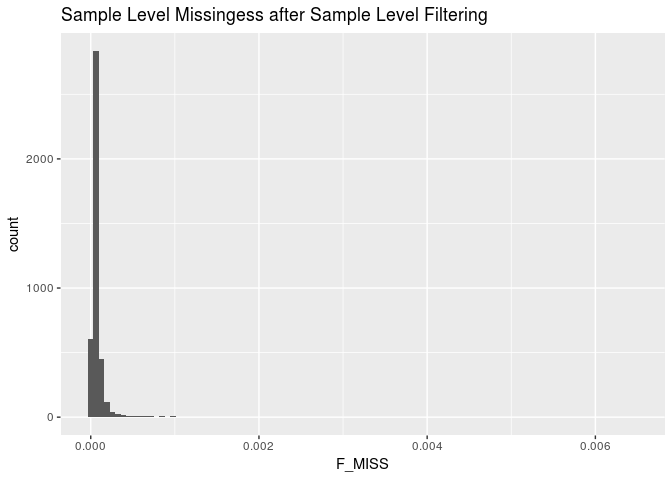 Sample Level Missingess after Sample Level Filtering
count
2000
1000
0
0.000 0.002 0.004 0.006
F_MISS